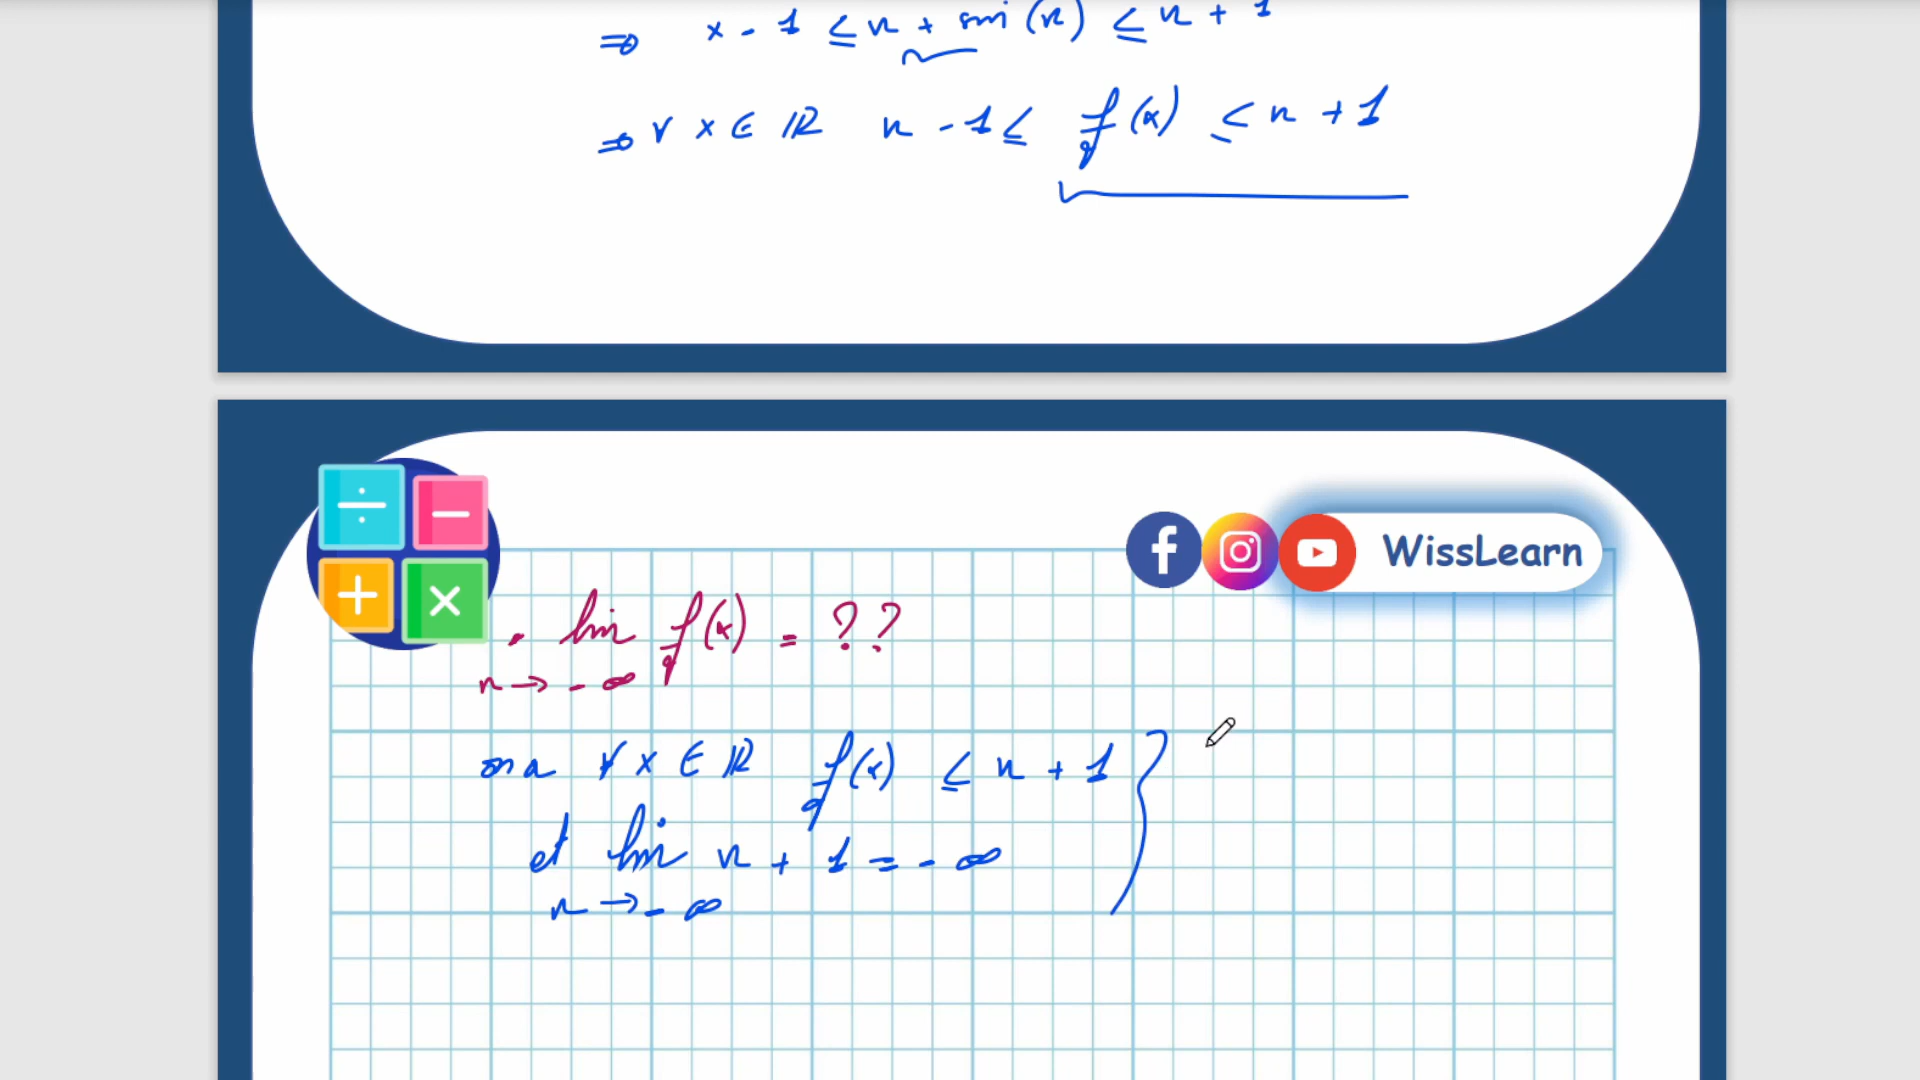 ⇒ x - 1 ≤ x + sin(x) ≤ x + 1
⇒ ∀ x ∈ ℝ x - 1 ≤ f(x) ≤ x + 1
WissLearn
. lim f(x) = ??
x → - ∞
on a ∀ x ∈ ℝ f(x) ≤ x + 1
et lim x + 1 = - ∞
x → - ∞